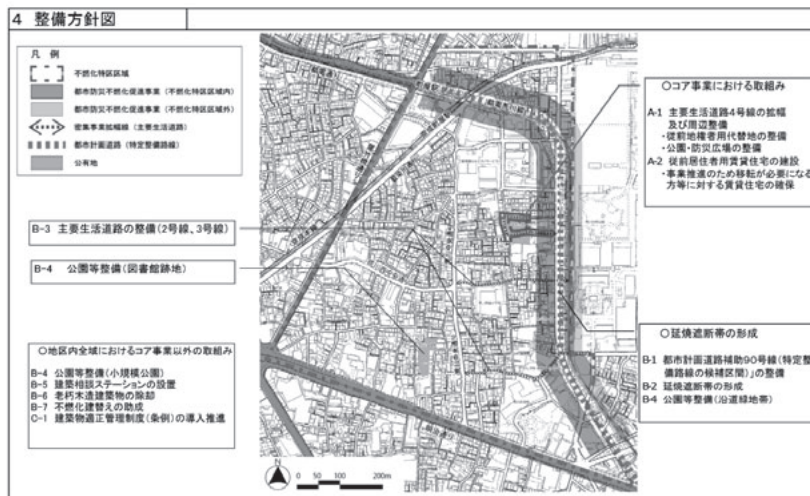 4 整備方針図
凡 例
不燃化特区区域
都市防災不燃化促進事業(不燃化特区区域内)
都市防災不燃化促進事業(不燃化特区区域外)
密集事業拡幅線(主要生活道路)
都市計画道路(特定整備路線)
公有地
○コア事業における取組み
A-1 主要生活道路4号線の拡幅
及び周辺整備
・従前地権者用代替地の整備
・公園・防災広場の整備
A-2 従前居住者用賃貸住宅の建設
・事業推進のため移転が必要になる
方等に対する賃貸住宅の確保
B-3 主要生活道路の整備(2号線、3号線)
B-4 公園等整備(図書館跡地)
○地区内全域におけるコア事業以外の取組み
B-4 公園等整備(小規模公園)
B-5 建築相談ステーションの設置
B-6 老朽木造建築物の除却
B-7 不燃化建替えの助成
C-1 建築物適正管理制度(条例)の導入推進
○延焼遮断帯の形成
B-1 都市計画道路補助90号線(特定整
備路線の候補区間)」の整備
B-2 延焼遮断帯の形成
B-4 公園等整備(沿道緑地帯)
N
0 50 100 200m